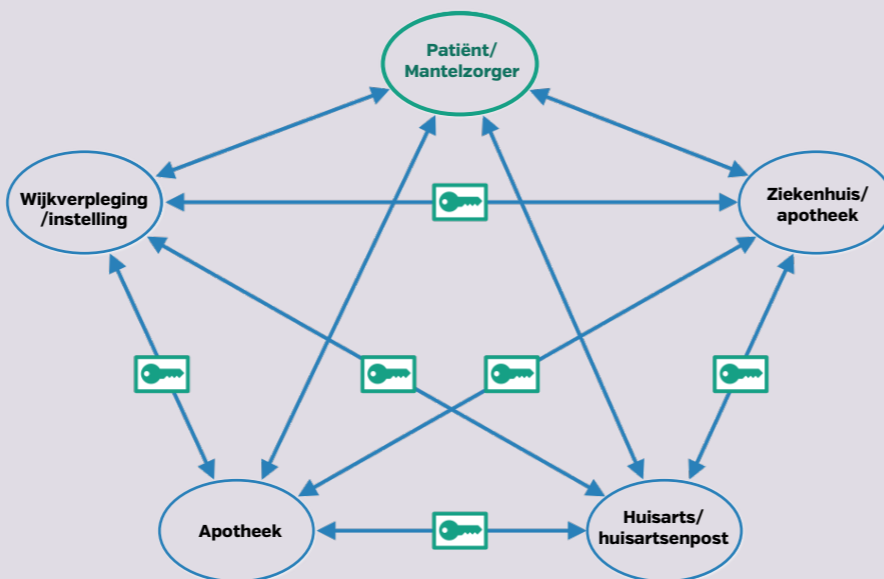 Patiënt/
Mantelzorger
Wijkverpleging
/instelling
Ziekenhuis/
apotheek
Apotheek
Huisarts/
huisartsenpost